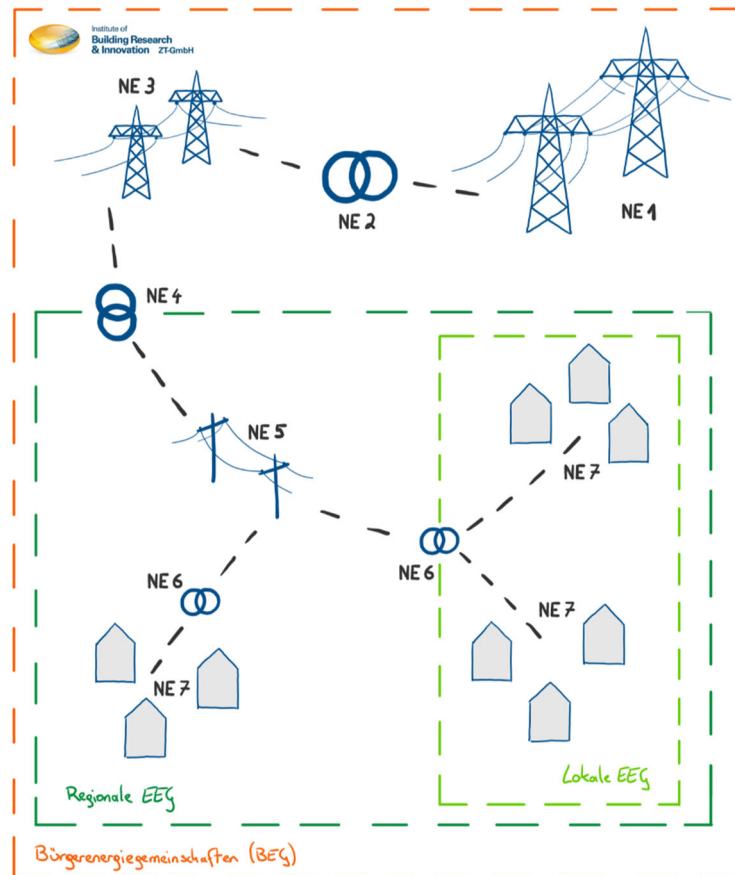 Institute of
Building Research
& Innovation ZT-GmbH
NE 3
NE 2
NE 1
NE 4
NE 5
NE 7
NE 6
NE 6
NE 7
NE 7
Lokale EEG
Regionale EEG
Bürgerenergiegemeinschaften (BEG)